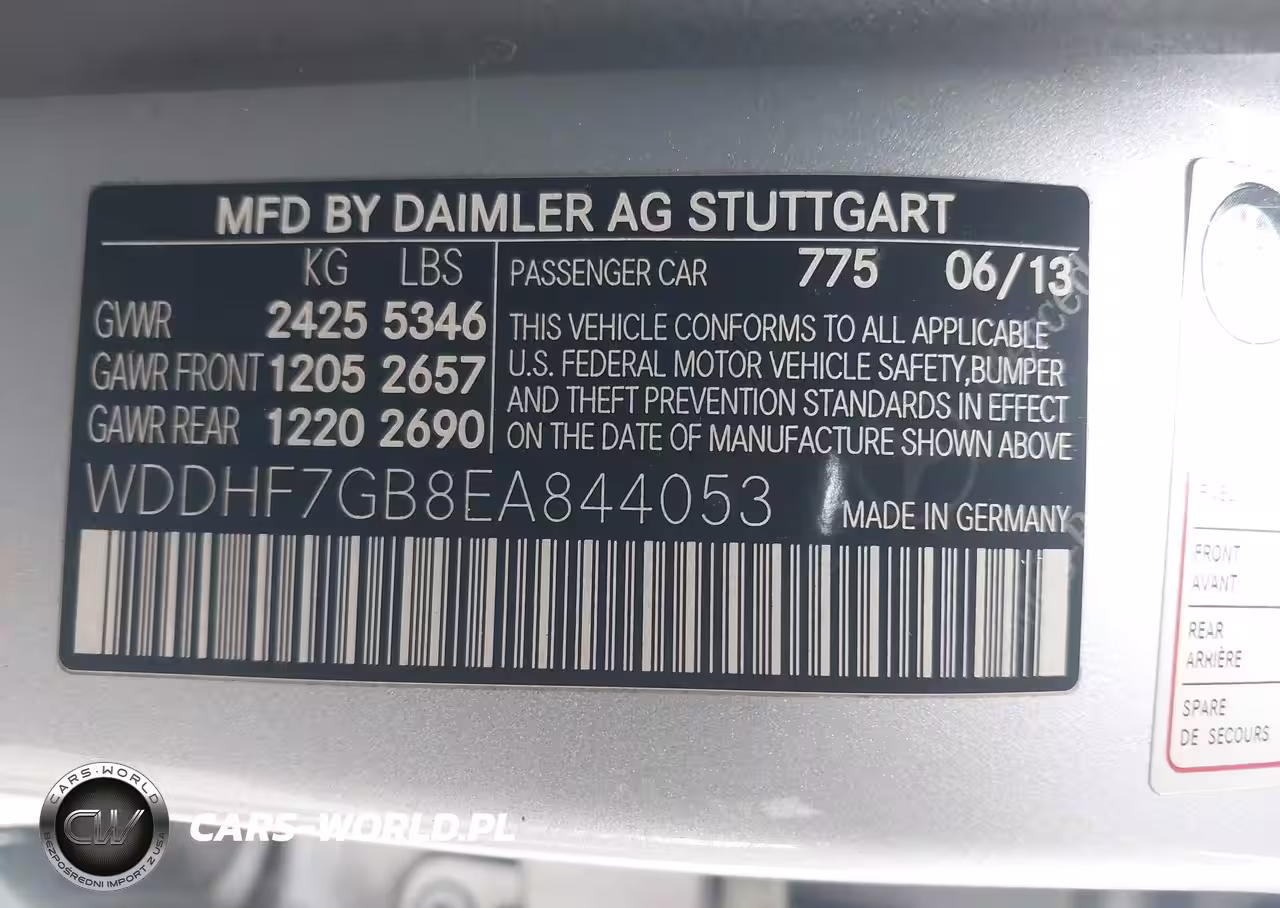 MFD BY DAIMLER AG STUTTGART
KG LBS
GVWR 2425 5346
GAWR FRONT 1205 2657
GAWR REAR 1220 2690
PASSENGER CAR 775 06/13
THIS VEHICLE CONFORMS TO ALL APPLICABLE
U.S. FEDERAL MOTOR VEHICLE SAFETY,BUMPER
AND THEFT PREVENTION STANDARDS IN EFFECT
ON THE DATE OF MANUFACTURE SHOWN ABOVE
WDDHF7GB8EA844053
MADE IN GERMANY
FRONT
AVANT
REAR
ARRIÈRE
SPARE
DE SECOURS
CARS-WORLD
CW
BEZPOŚREDNI IMPORT Z USA
CARS-WORLD.PL